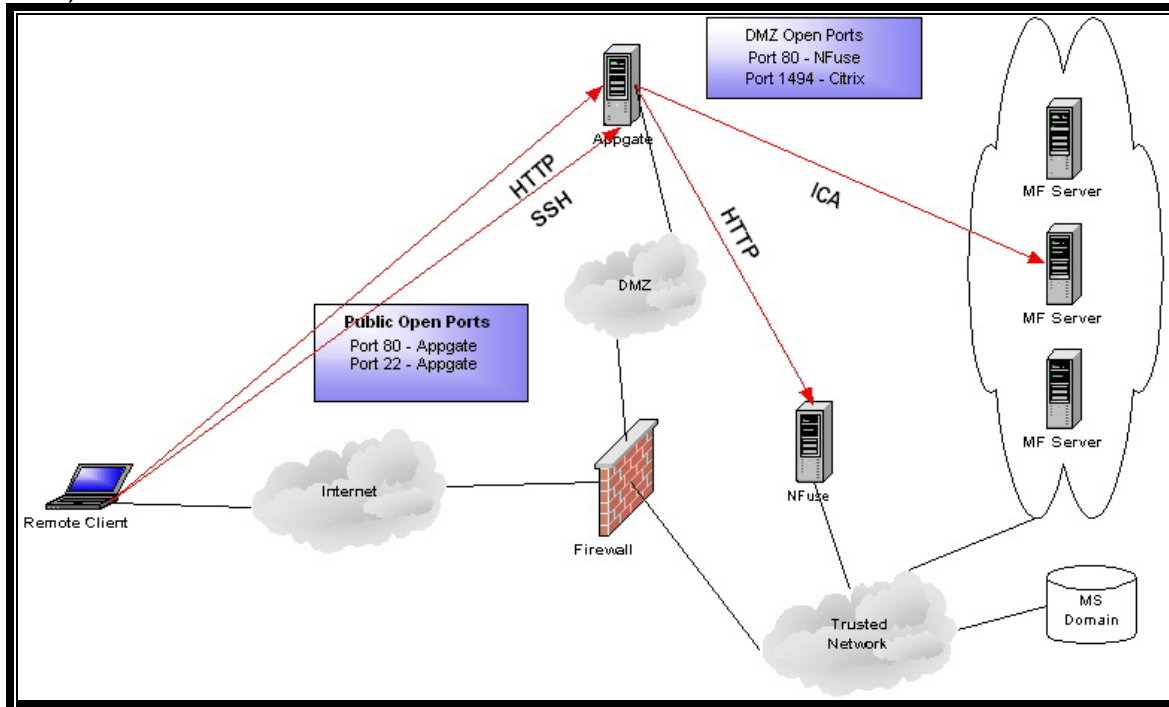 DMZ Open Ports
Port 80 - NFuse
Port 1494 - Citrix
Appgate
MF Server
HTTP
SSH
ICA
HTTP
MF Server
DMZ
Public Open Ports
Port 80 - Appgate
Port 22 - Appgate
MF Server
Internet
NFuse
Remote Client
Firewall
MS
Domain
Trusted
Network